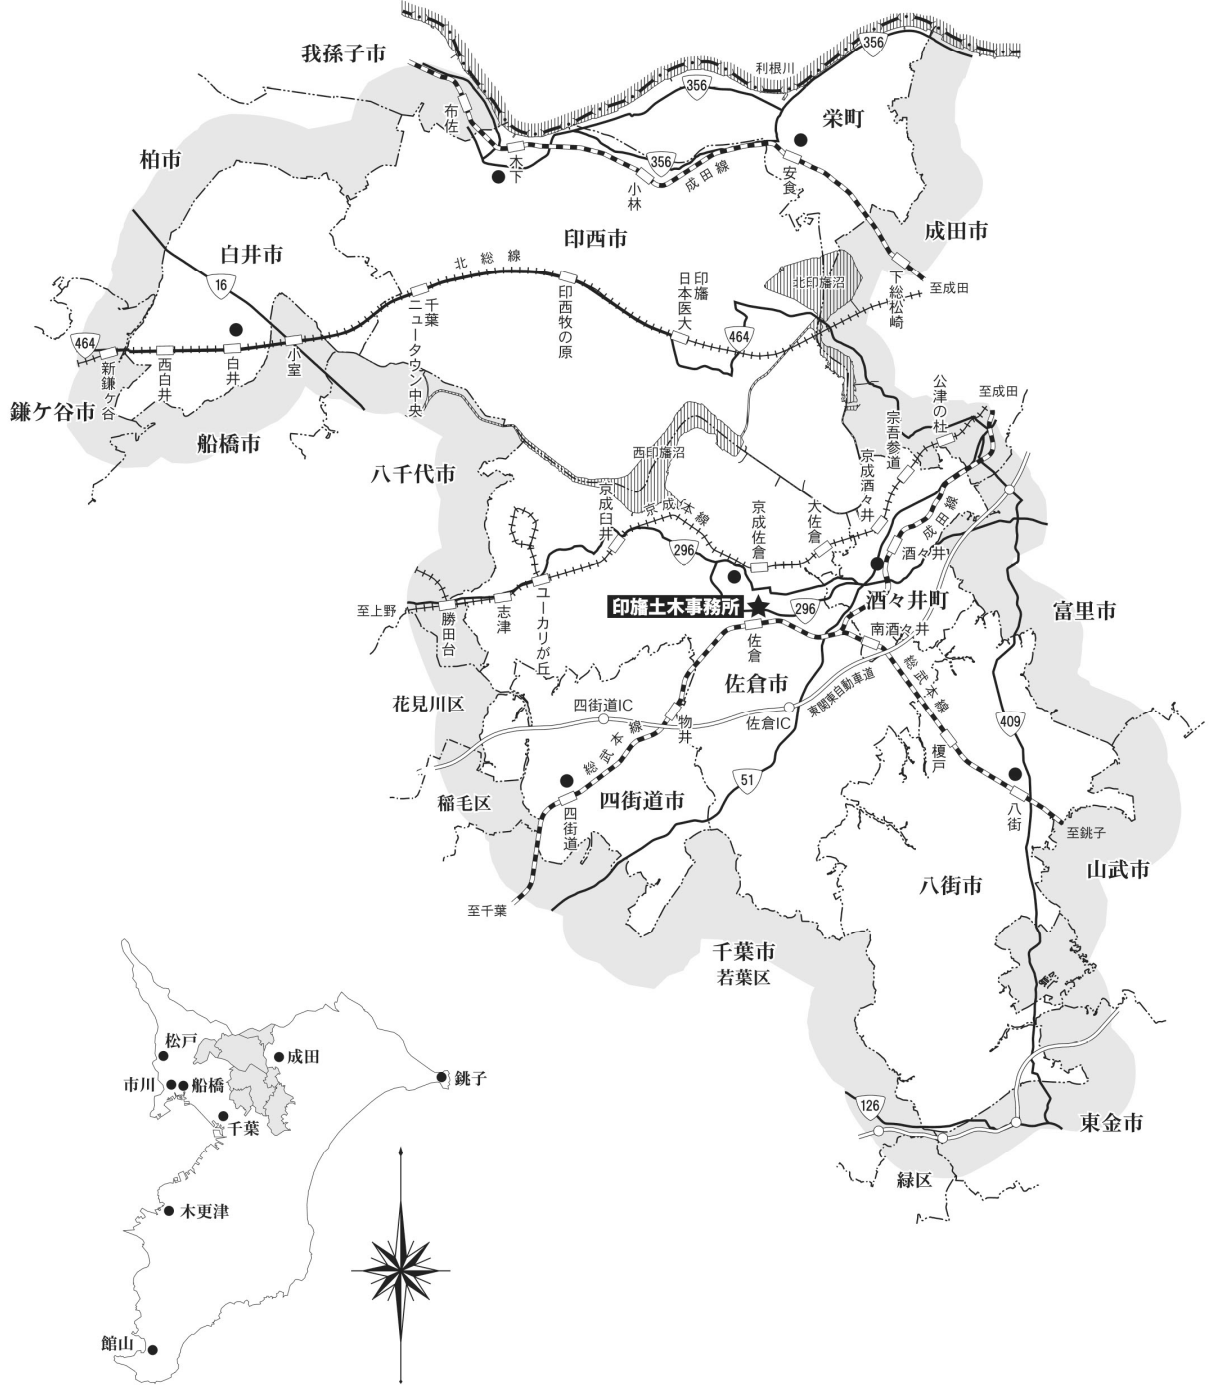 我孫子市
356
利根川
356
栄町
布佐
柏市
木下
356
成田線
安食
小林
成田市
印西市
白井市
北総線
16
千葉ニュータウン中央
印西牧の原
印旛日本医大
北印旛沼
下総松崎
至成田
464
464
新鎌ケ谷
西白井
白井
小室
鎌ケ谷市
船橋市
公津の杜
至成田
宗吾参道
京成酒々井
八千代市
西印旛沼
京成臼井
京成本線
京成佐倉
大佐倉
成田線
酒々井
296
至上野
勝田台
志津
ユーカリが丘
印旛土木事務所
296
酒々井町
富里市
佐倉
南酒々井
佐倉市
総武本線
東関東自動車道
花見川区
四街道IC
物井
佐倉IC
409
総武本線
榎戸
51
稲毛区
四街道市
四街道
八街
至銚子
山武市
八街市
至千葉
千葉市
若葉区
126
東金市
緑区
松戸
成田
市川
船橋
銚子
千葉
木更津
館山